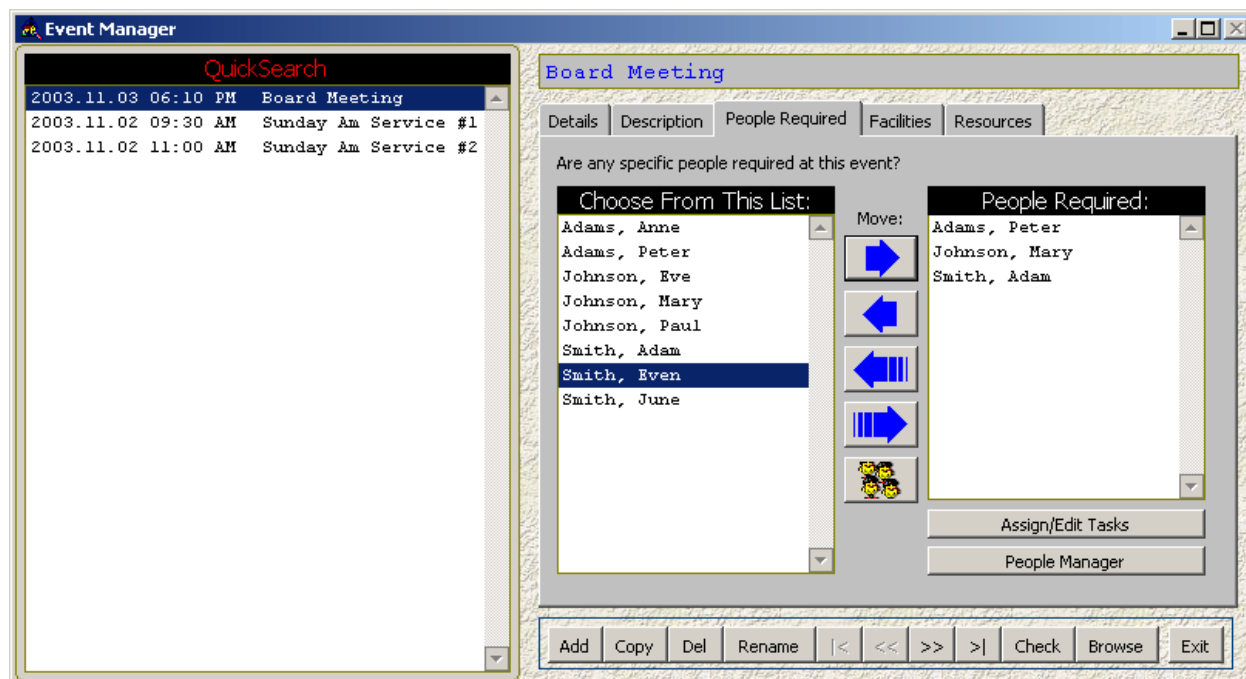 Event Manager
QuickSearch
2003.11.03 06:10 PM Board Meeting
2003.11.02 09:30 AM Sunday Am Service #1
2003.11.02 11:00 AM Sunday Am Service #2
Board Meeting
Details Description People Required Facilities Resources
Are any specific people required at this event?
Choose From This List:
Adams, Anne
Adams, Peter
Johnson, Eve
Johnson, Mary
Johnson, Paul
Smith, Adam
Smith, Even
Smith, June
Move:
People Required:
Adams, Peter
Johnson, Mary
Smith, Adam
Assign/Edit Tasks
People Manager
Add Copy Del Rename |< << >> >| Check Browse Exit